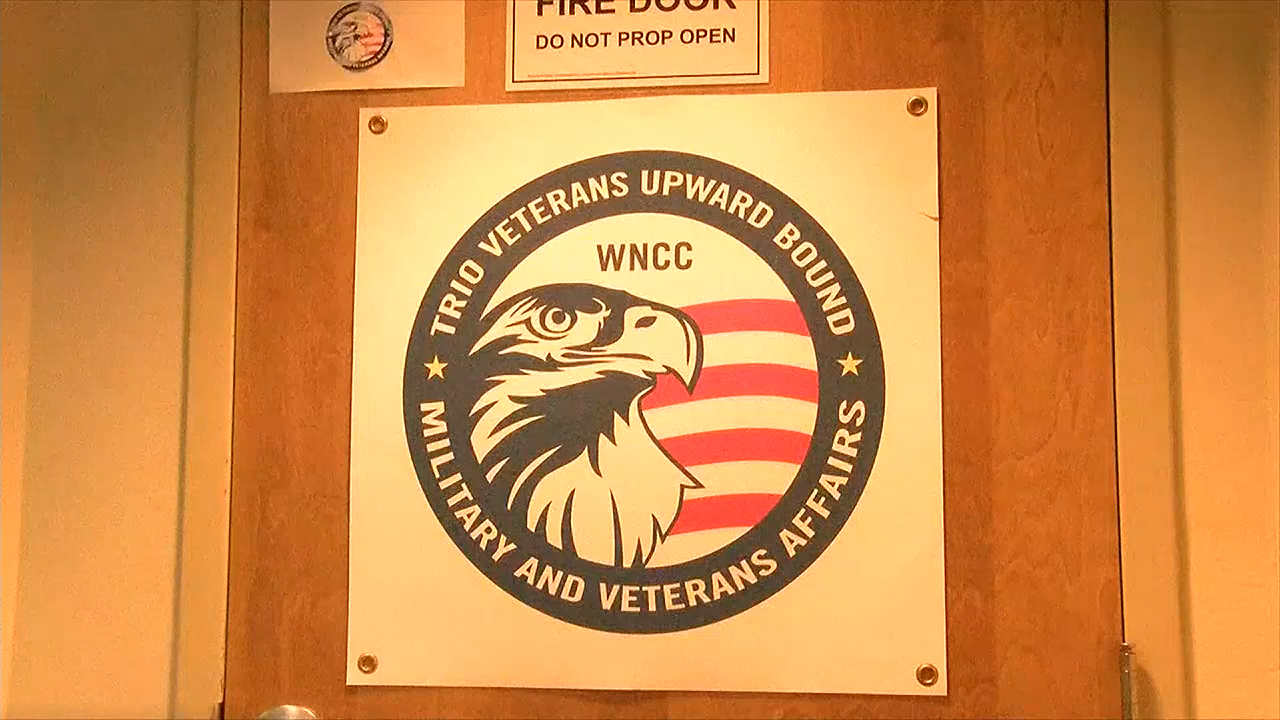 FIRE DOOR
DO NOT PROP OPEN
TRIO VETERANS UPWARD BOUND
WNCC
MILITARY AND VETERANS AFFAIRS